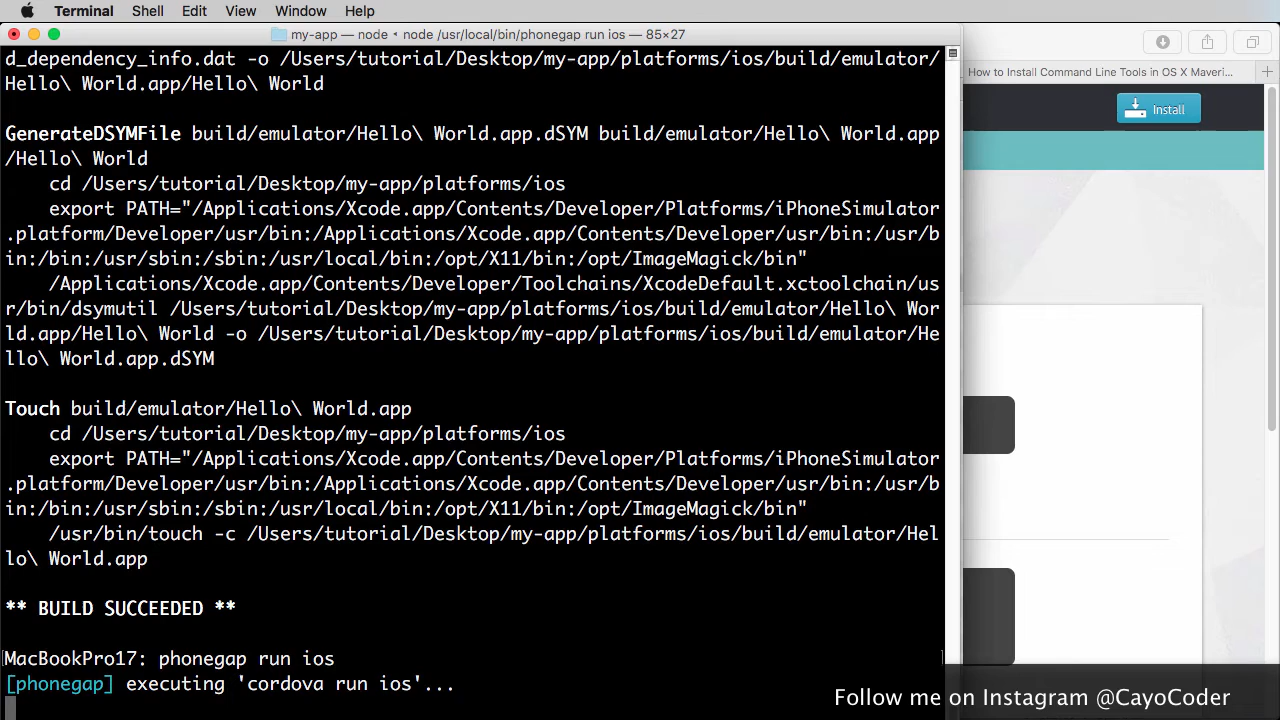 Terminal Shell Edit View Window Help
my-app — node • node /usr/local/bin/phonegap run ios — 85×27
How to Install Command Line Tools in OS X Maveri...
Install
d_dependency_info.dat -o /Users/tutorial/Desktop/my-app/platforms/ios/build/emulator/
Hello\ World.app/Hello\ World
GenerateDSYMFile build/emulator/Hello\ World.app.dSYM build/emulator/Hello\ World.app
/Hello\ World
cd /Users/tutorial/Desktop/my-app/platforms/ios
export PATH="/Applications/Xcode.app/Contents/Developer/Platforms/iPhoneSimulator
.platform/Developer/usr/bin:/Applications/Xcode.app/Contents/Developer/usr/bin:/usr/b
in:/bin:/usr/sbin:/sbin:/usr/local/bin:/opt/X11/bin:/opt/ImageMagick/bin"
/Applications/Xcode.app/Contents/Developer/Toolchains/XcodeDefault.xctoolchain/us
r/bin/dsymutil /Users/tutorial/Desktop/my-app/platforms/ios/build/emulator/Hello\ Wor
ld.app/Hello\ World -o /Users/tutorial/Desktop/my-app/platforms/ios/build/emulator/He
llo\ World.app.dSYM
Touch build/emulator/Hello\ World.app
cd /Users/tutorial/Desktop/my-app/platforms/ios
export PATH="/Applications/Xcode.app/Contents/Developer/Platforms/iPhoneSimulator
.platform/Developer/usr/bin:/Applications/Xcode.app/Contents/Developer/usr/bin:/usr/b
in:/bin:/usr/sbin:/sbin:/usr/local/bin:/opt/X11/bin:/opt/ImageMagick/bin"
/usr/bin/touch -c /Users/tutorial/Desktop/my-app/platforms/ios/build/emulator/Hel
lo\ World.app
** BUILD SUCCEEDED **
MacBookPro17: phonegap run ios
[phonegap] executing 'cordova run ios'...
Follow me on Instagram @CayoCoder